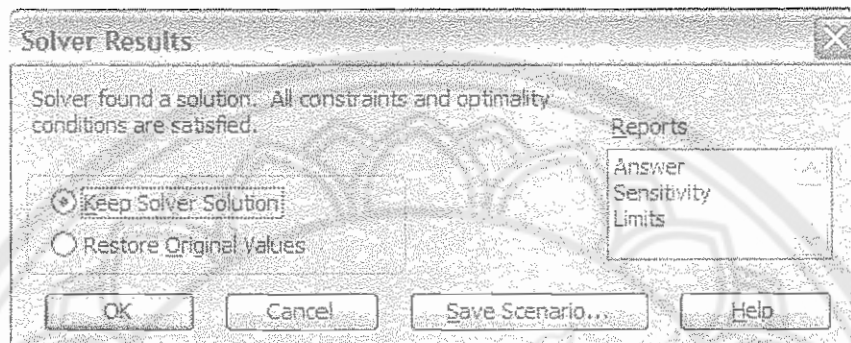 Solver Results
Solver found a solution. All constraints and optimality
conditions are satisfied.
Reports
Answer
Sensitivity
Limits
Keep Solver Solution
Restore Original Values
OK
Cancel
Save Scenario...
Help